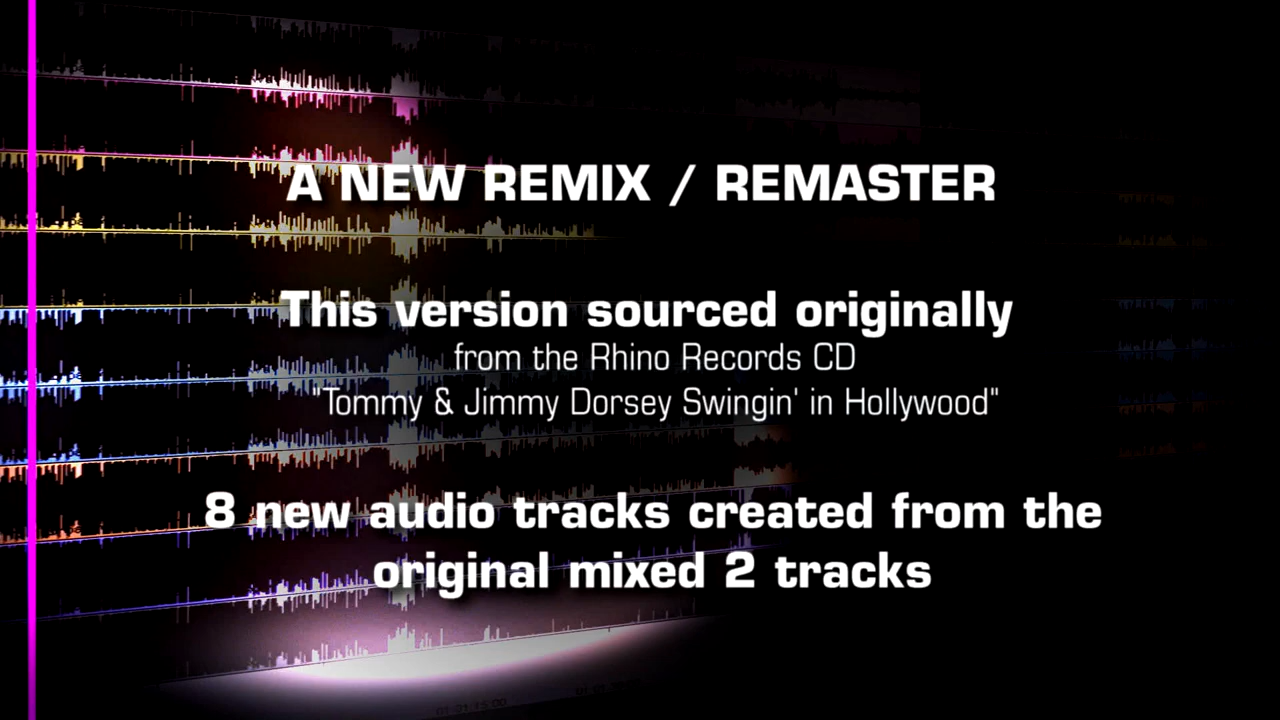 A NEW REMIX / REMASTER
This version sourced originally
from the Rhino Records CD
"Tommy & Jimmy Dorsey Swingin' in Hollywood"
8 new audio tracks created from the
original mixed 2 tracks